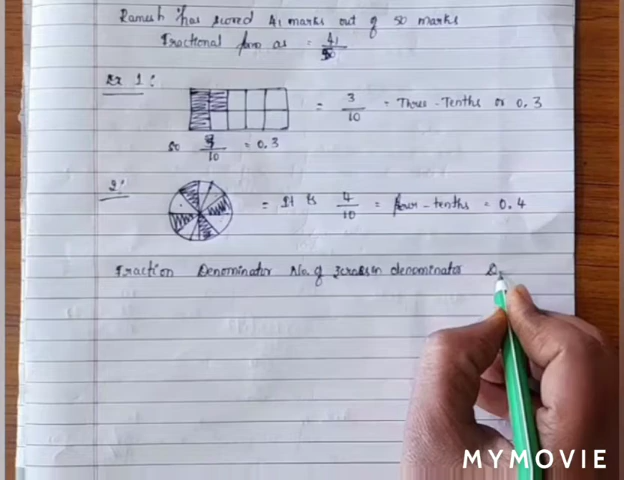 Ramesh has scored 41 marks out of 50 marks
Fractional form as = 41/50
Ex 1:
= 3/10 = Three-Tenths or 0.3
so 3/10 = 0.3
2'
= It is 4/10 = four-tenths = 0.4
Fraction Denominator No. of zeroes in denominator D
MYMOVIE